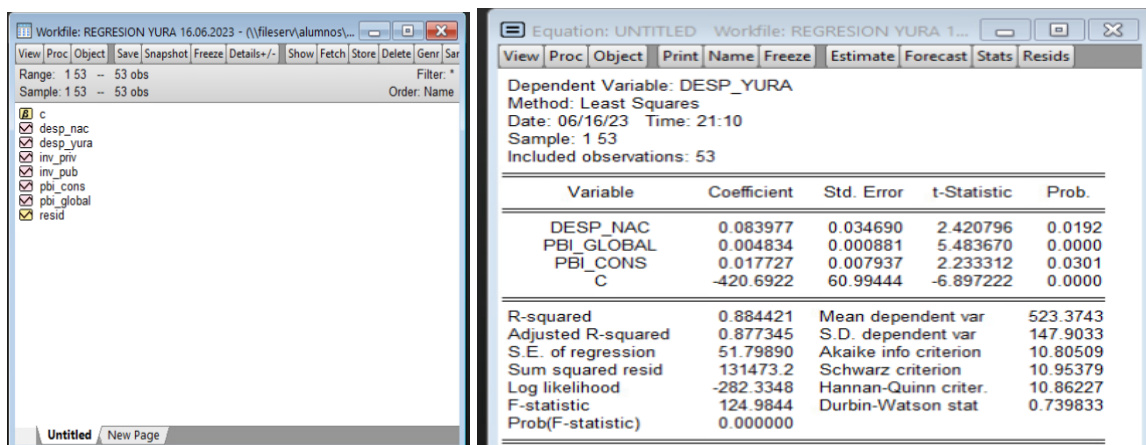 Workfile: REGRESION YURA 16.06.2023 - (\\fileserv\alumnos\...
View Proc Object Save Snapshot Freeze Details+/- Show Fetch Store Delete Genr Sar
Range: 1 53 -- 53 obs Filter: *
Sample: 1 53 -- 53 obs Order: Name
B c
desp_nac
desp_yura
inv_priv
inv_pub
pbi_cons
pbi_global
resid
Untitled New Page
Equation: UNTITLED Workfile: REGRESION YURA 1...
View Proc Object Print Name Freeze Estimate Forecast Stats Resids
Dependent Variable: DESP_YURA
Method: Least Squares
Date: 06/16/23 Time: 21:10
Sample: 1 53
Included observations: 53
Variable Coefficient Std. Error t-Statistic Prob.
DESP_NAC 0.083977 0.034690 2.420796 0.0192
PBI_GLOBAL 0.004834 0.000881 5.483670 0.0000
PBI_CONS 0.017727 0.007937 2.233312 0.0301
C -420.6922 60.99444 -6.897222 0.0000
R-squared 0.884421 Mean dependent var 523.3743
Adjusted R-squared 0.877345 S.D. dependent var 147.9033
S.E. of regression 51.79890 Akaike info criterion 10.80509
Sum squared resid 131473.2 Schwarz criterion 10.95379
Log likelihood -282.3348 Hannan-Quinn criter. 10.86227
F-statistic 124.9844 Durbin-Watson stat 0.739833
Prob(F-statistic) 0.000000